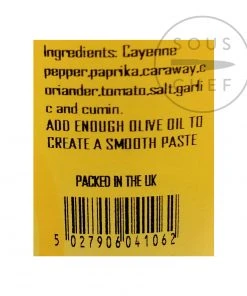 SOUS
CHEF
Ingredients: Cayenne
pepper,paprika,caraway,c
oriander,tomato,salt,garli
c and cumin.
ADD ENOUGH OLIVE OIL TO
CREATE A SMOOTH PASTE
PACKED IN THE UK
5 027906 041062